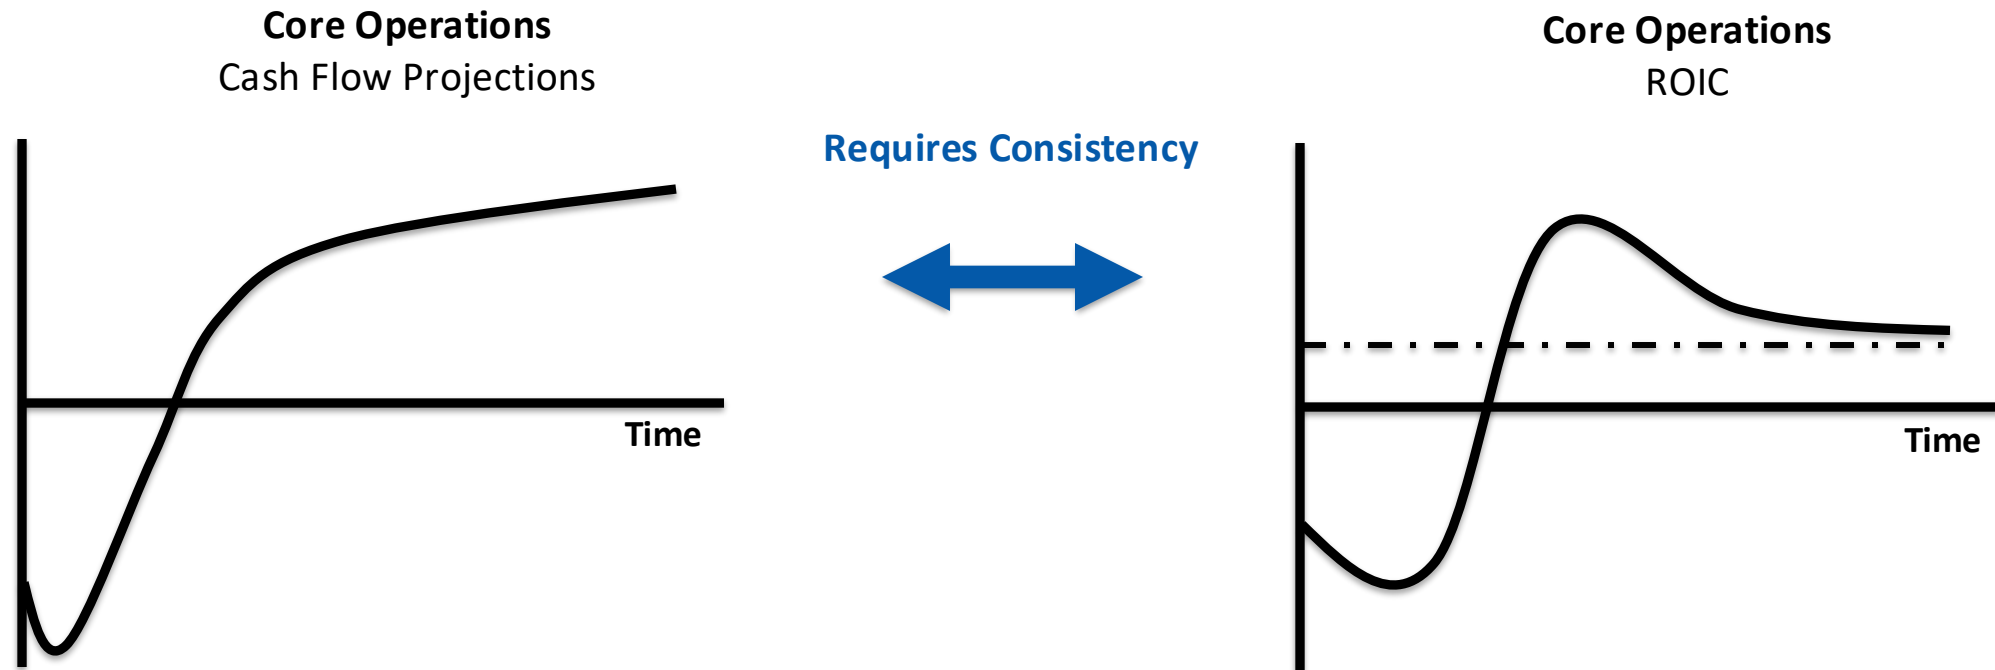 Core Operations
Cash Flow Projections
Time
Requires Consistency
Core Operations
ROIC
Time